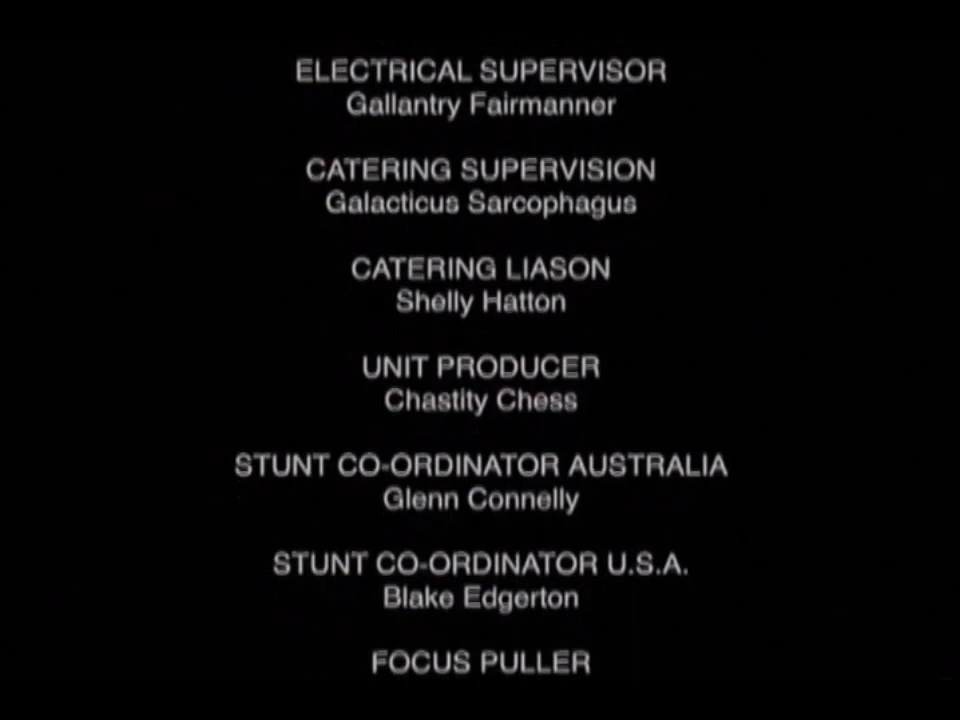 ELECTRICAL SUPERVISOR
Gallantry Fairmanner
CATERING SUPERVISION
Galacticus Sarcophagus
CATERING LIASON
Shelly Hatton
UNIT PRODUCER
Chastity Chess
STUNT CO-ORDINATOR AUSTRALIA
Glenn Connelly
STUNT CO-ORDINATOR U.S.A.
Blake Edgerton
FOCUS PULLER